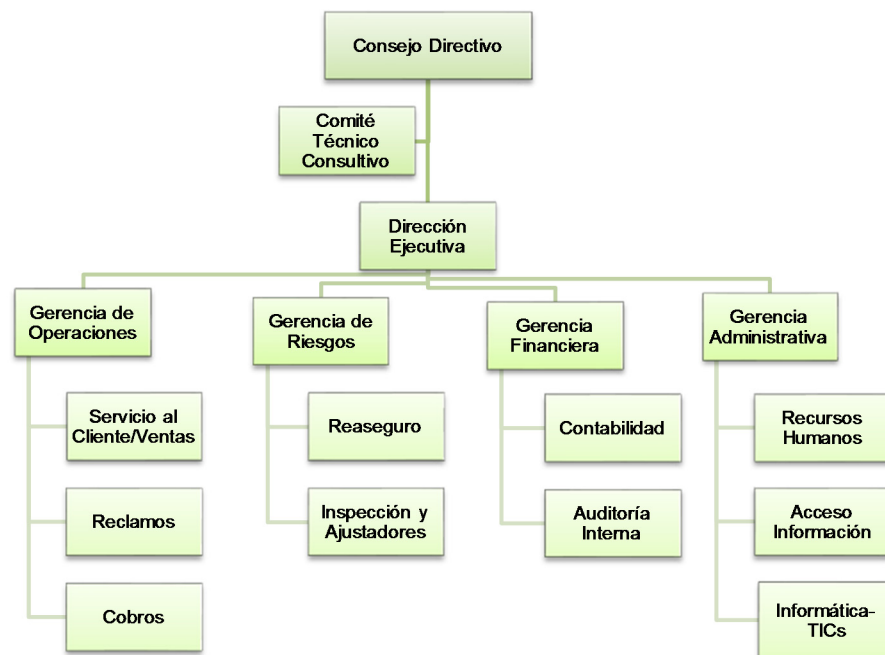 Consejo Directivo
Comité
Técnico
Consultivo
Dirección
Ejecutiva
Gerencia de
Operaciones
Servicio al
Cliente/Ventas
Reclamos
Cobros
Gerencia de
Riesgos
Reaseguro
Inspección y
Ajustadores
Gerencia
Financiera
Contabilidad
Auditoría
Interna
Gerencia
Administrativa
Recursos
Humanos
Acceso
Información
Informática-
TICs